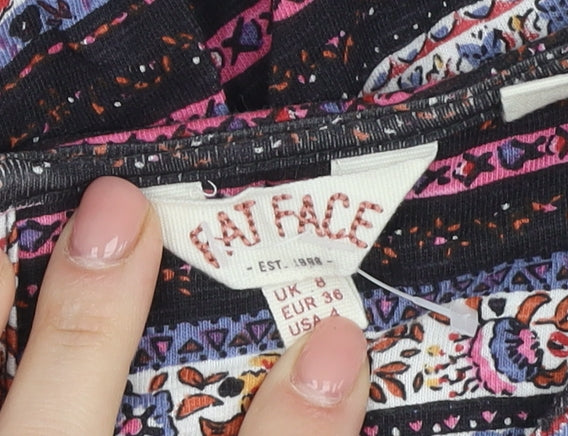 FAT FACE
- EST. 1988 -
UK 8
EUR 36
USA 4